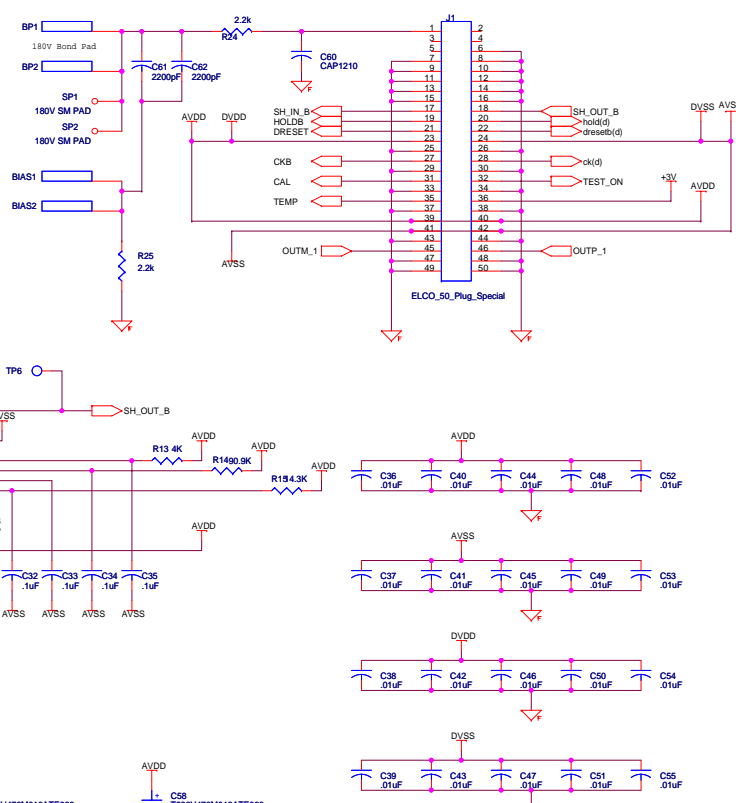 BP1
180V Bond Pad
BP2
SP1
180V SM PAD
SP2
180V SM PAD
BIAS1
BIAS2
C61
2200pF
C62
2200pF
2.2k
R24
C60
CAP1210
R25
2.2k
F
AVDD
DVDD
SH_IN_B
HOLDB
DRESET
CKB
CAL
TEMP
OUTM_1
AVSS
J1
1 2
3 4
5 6
7 8
9 10
11 12
13 14
15 16
17 18
19 20
21 22
23 24
25 26
27 28
29 30
31 32
33 34
35 36
37 38
39 40
41 42
43 44
45 46
47 48
49 50
ELCO_50_Plug_Special
F
F
F
SH_OUT_B
hold(d)
dresetb(d)
ck(d)
TEST_ON
+3V
AVDD
OUTP_1
DVSS
AVS
TP6
SH_OUT_B
VSS
R13 4K
AVDD
R14 90.9K
AVDD
R15 14.3K
AVDD
AVDD
C32
.1uF
C33
.1uF
C34
.1uF
C35
.1uF
AVSS
AVSS
AVSS
AVSS
AVDD
C36
.01uF
C40
.01uF
C44
.01uF
C48
.01uF
C52
.01uF
F
AVSS
C37
.01uF
C41
.01uF
C45
.01uF
C49
.01uF
C53
.01uF
F
DVDD
C38
.01uF
C42
.01uF
C46
.01uF
C50
.01uF
C54
.01uF
F
DVSS
C39
.01uF
C43
.01uF
C47
.01uF
C51
.01uF
C55
.01uF
AVDD
+
C58